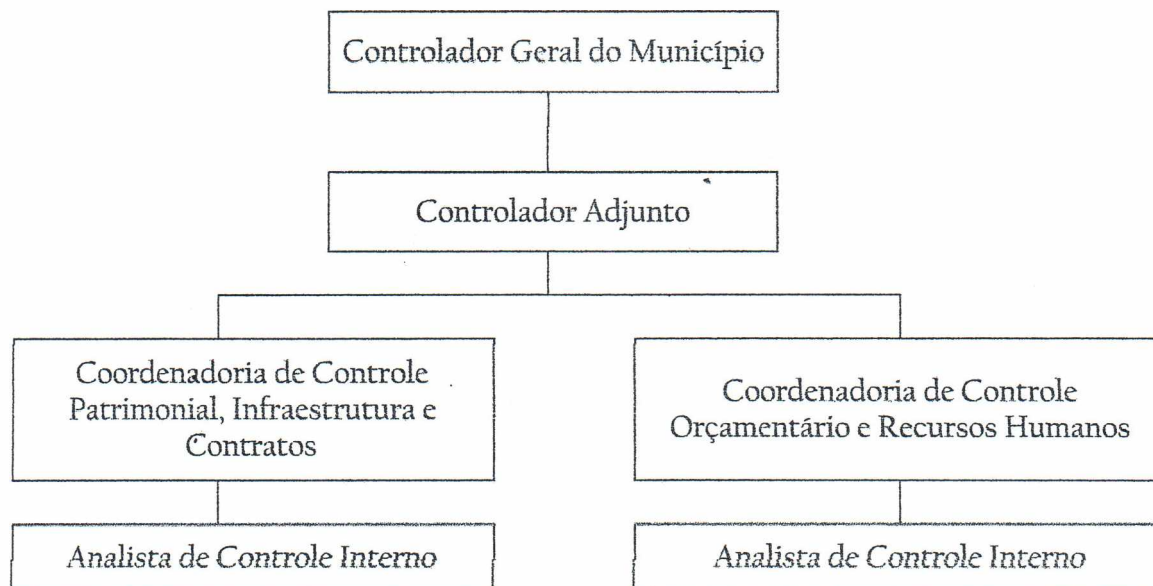 Controlador Geral do Município
Controlador Adjunto
Coordenadoria de Controle
Patrimonial, Infraestrutura e
Contratos
Coordenadoria de Controle
Orçamentário e Recursos Humanos
Analista de Controle Interno
Analista de Controle Interno